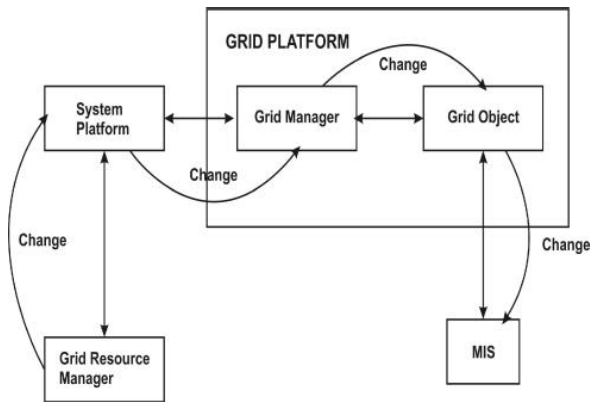 GRID PLATFORM
Change
System
Platform
Grid Manager
Grid Object
Change
Change
Change
Grid Resource
Manager
MIS